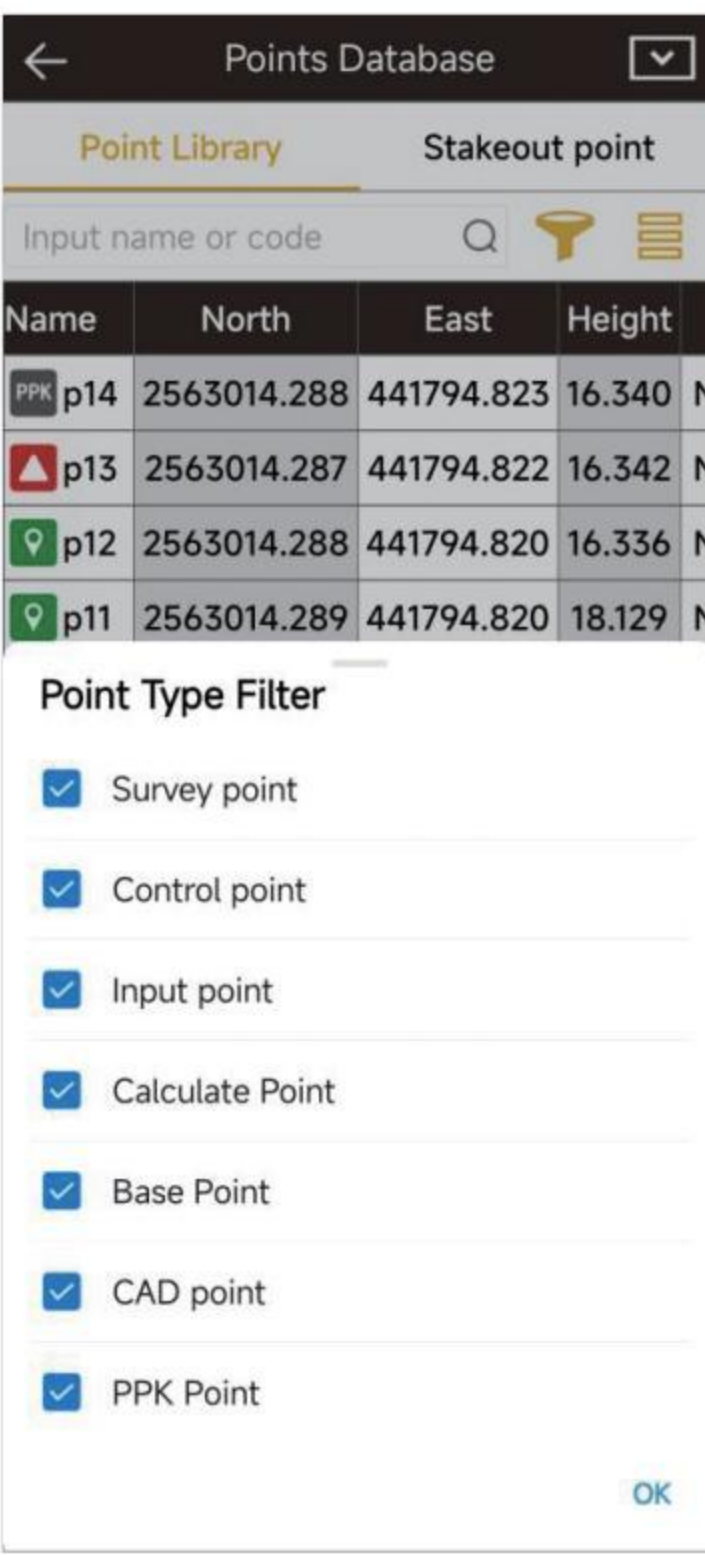 Points Database
Point Library Stakeout point
Input name or code
Name North East Height
PPK p14 2563014.288 441794.823 16.340
p13 2563014.287 441794.822 16.342
p12 2563014.288 441794.820 16.336
p11 2563014.289 441794.820 18.129
Point Type Filter
Survey point
Control point
Input point
Calculate Point
Base Point
CAD point
PPK Point
OK